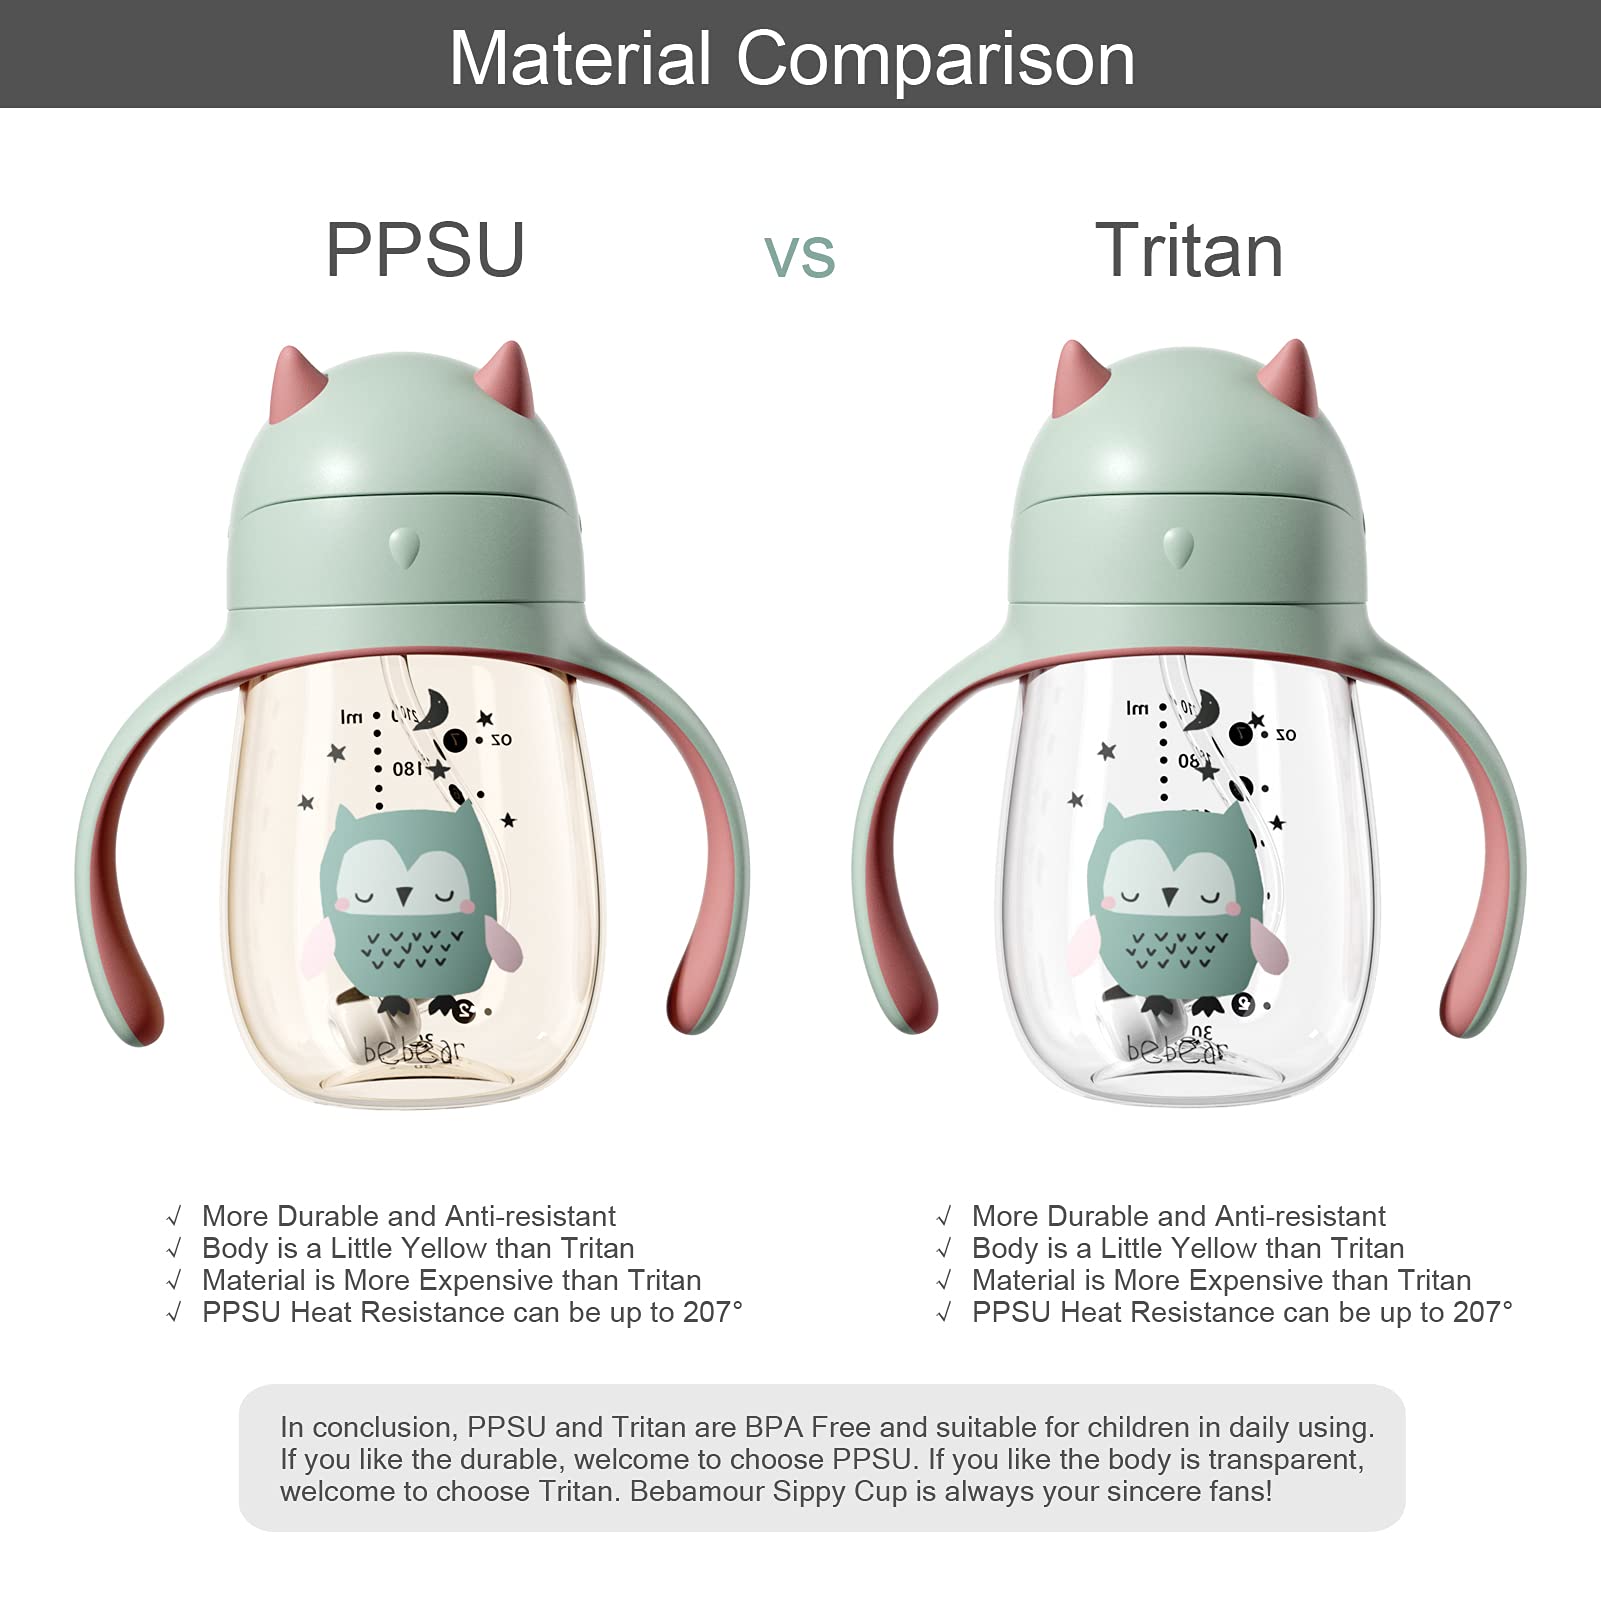 Material Comparison
PPSU vs Tritan
ml
210
7 oz
180
2
30
bebear
ml
210
oz
180
2
30
bebear
√ More Durable and Anti-resistant
√ Body is a Little Yellow than Tritan
√ Material is More Expensive than Tritan
√ PPSU Heat Resistance can be up to 207°
√ More Durable and Anti-resistant
√ Body is a Little Yellow than Tritan
√ Material is More Expensive than Tritan
√ PPSU Heat Resistance can be up to 207°
In conclusion, PPSU and Tritan are BPA Free and suitable for children in daily using.
If you like the durable, welcome to choose PPSU. If you like the body is transparent,
welcome to choose Tritan. Bebamour Sippy Cup is always your sincere fans!